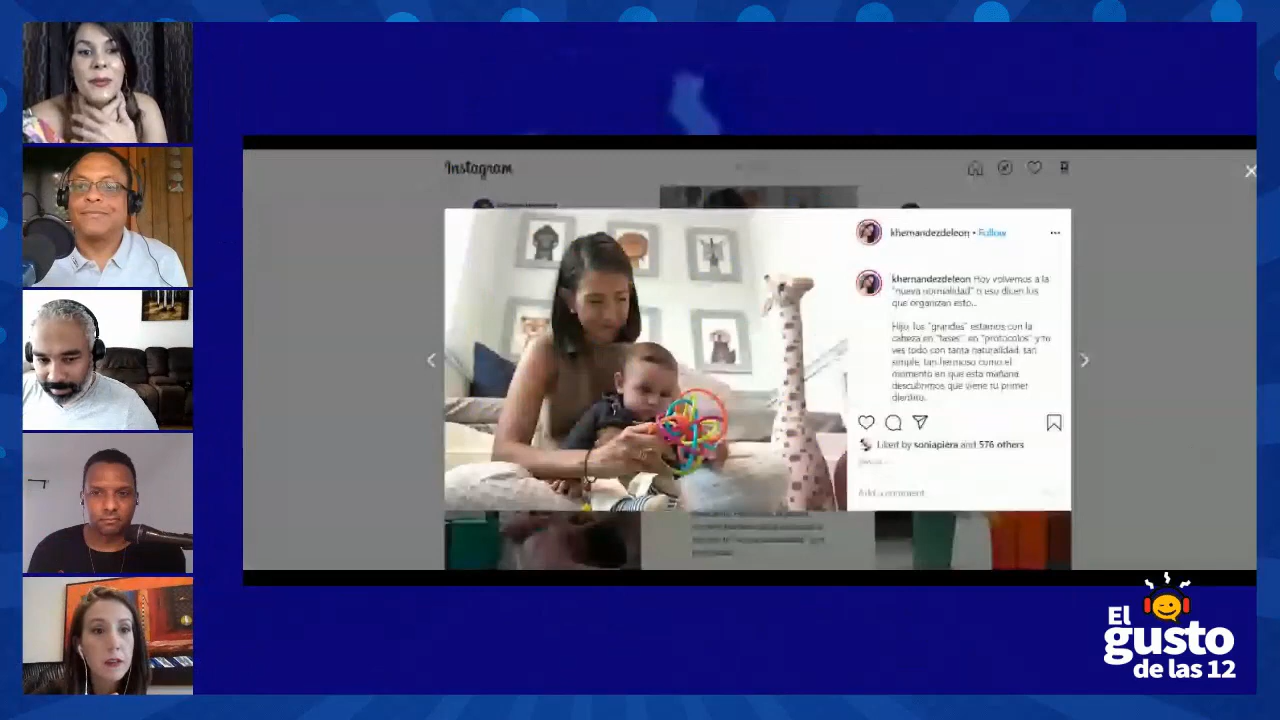 Instagram
khernandezdeleon • Follow
khernandezdeleon Hoy volvemos a la
"nueva normalidad" o eso dicen los
que organizan esto...
Hijo, los "grandes" estamos con la
cabeza en "fases" en "protocolos" y tu
ves todo con tanta naturalidad, tan
simple, tan hermoso como el
momento en que esta mañana
descubrimos que viene tu primer
dientito.
Liked by soniapiera and 576 others
Add a comment
El
gusto
de las 12